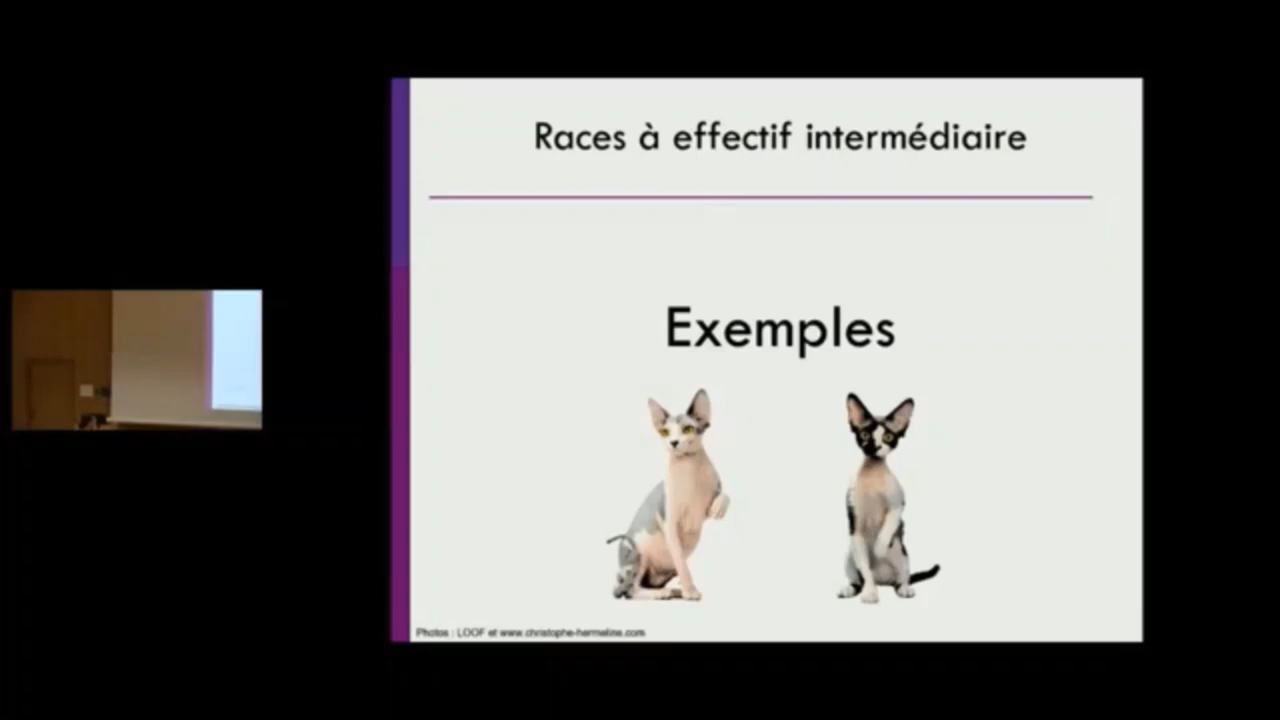 Races à effectif intermédiaire
Exemples
Photos : LOOF et www.christophe-hermeline.com